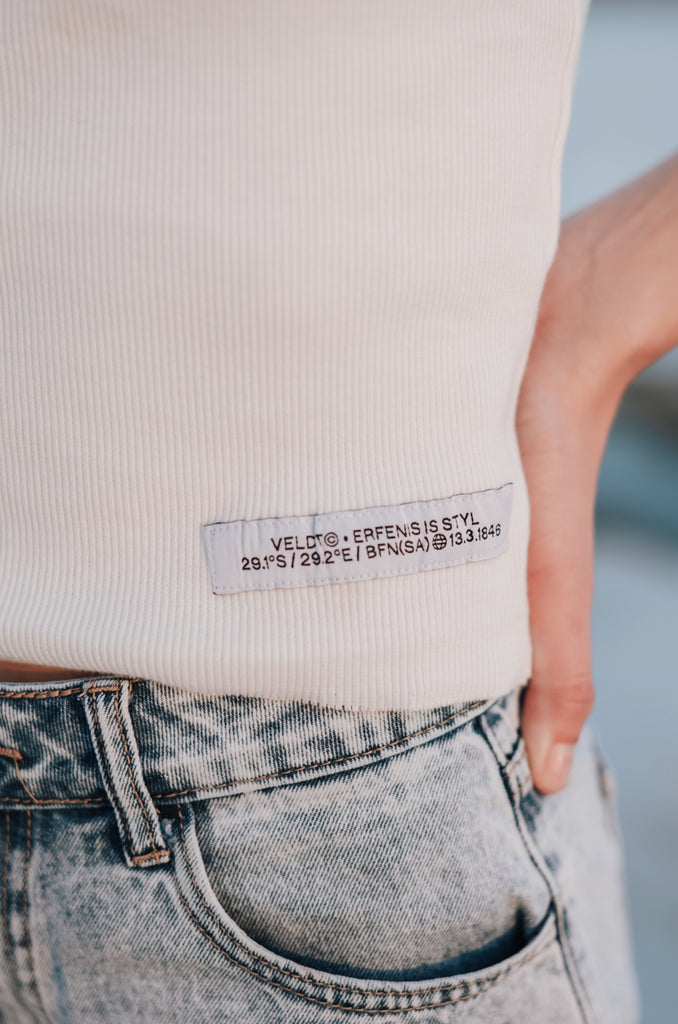 VELDT© • ERFENIS IS STYL
29.1°S / 29.2°E / BFN(SA) 🌐 13.3.1846